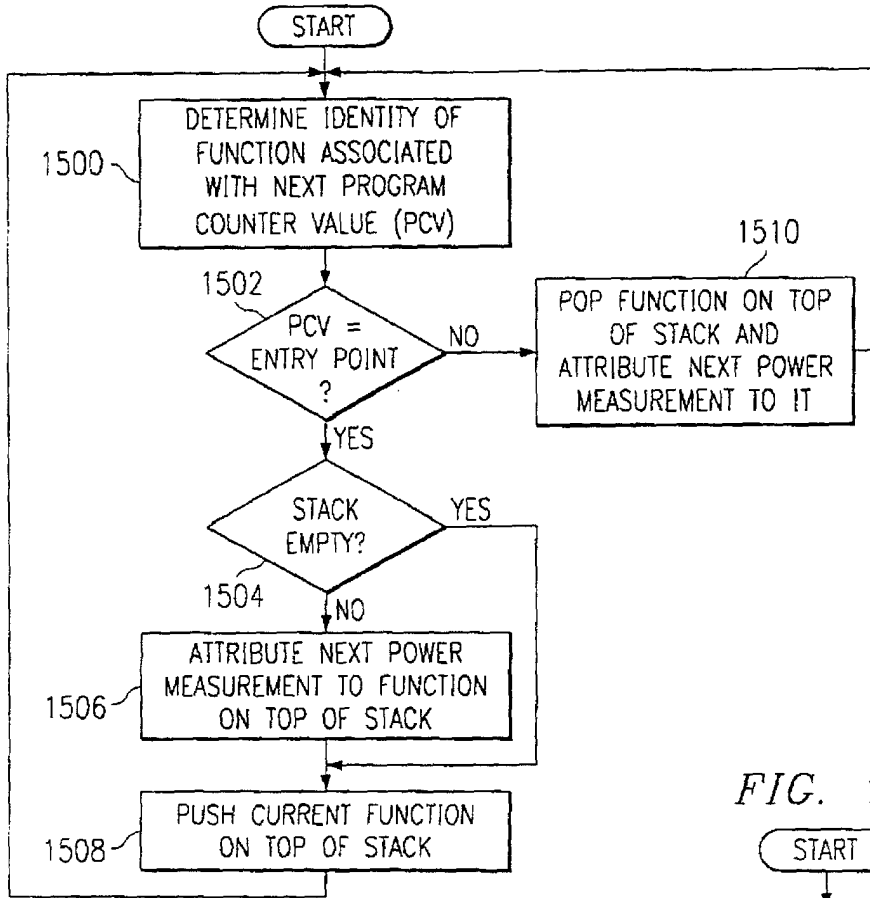 START
DETERMINE IDENTITY OF
FUNCTION ASSOCIATED
WITH NEXT PROGRAM
COUNTER VALUE (PCV)
1500
1502
PCV =
ENTRY POINT
?
NO
YES
1510
POP FUNCTION ON TOP
OF STACK AND
ATTRIBUTE NEXT POWER
MEASUREMENT TO IT
STACK
EMPTY?
YES
1504
NO
ATTRIBUTE NEXT POWER
MEASUREMENT TO FUNCTION
ON TOP OF STACK
1506
PUSH CURRENT FUNCTION
ON TOP OF STACK
1508
FIG.
START